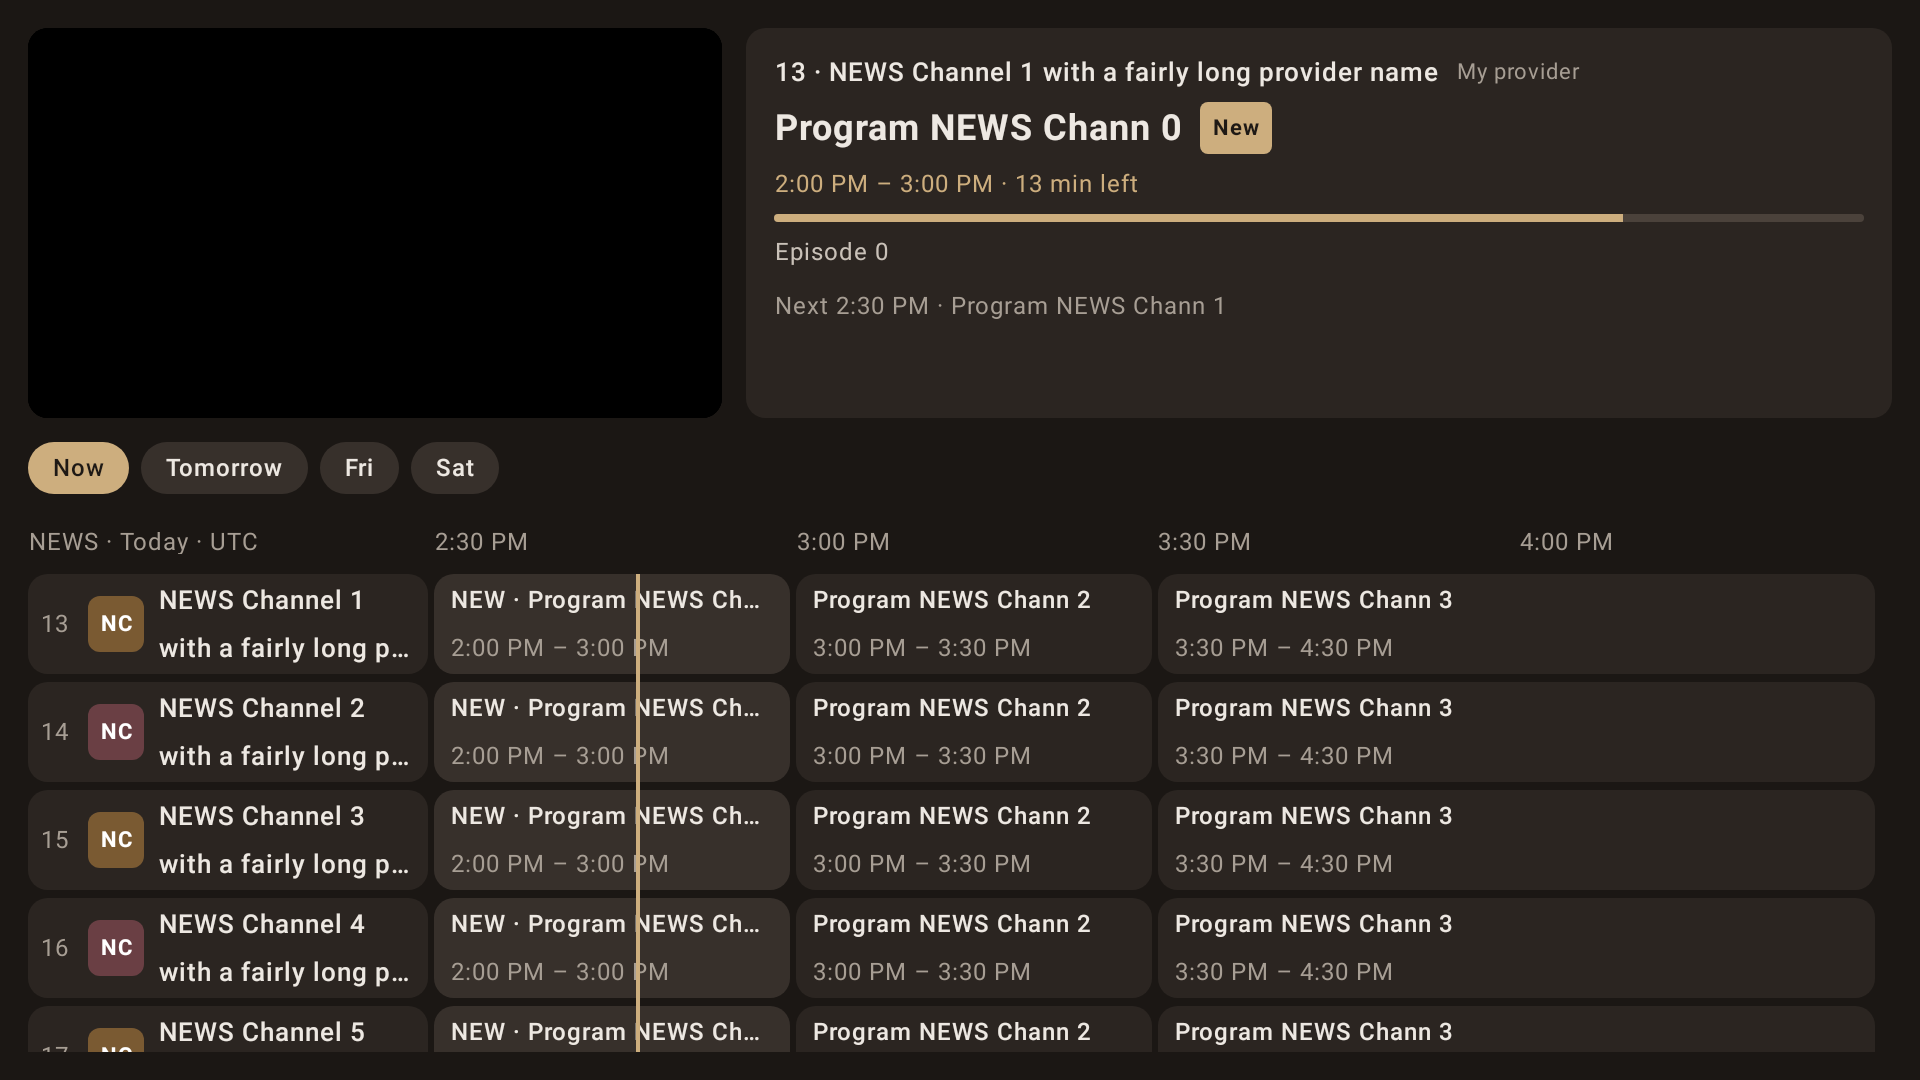 13 · NEWS Channel 1 with a fairly long provider name My provider
Program NEWS Chann 0 New
2:00 PM – 3:00 PM · 13 min left
Episode 0
Next 2:30 PM · Program NEWS Chann 1
Now Tomorrow Fri Sat
NEWS · Today · UTC 2:30 PM 3:00 PM 3:30 PM 4:00 PM
13 NC NEWS Channel 1 NEW · Program NEWS Ch… Program NEWS Chann 2 Program NEWS Chann 3
with a fairly long p… 2:00 PM – 3:00 PM 3:00 PM – 3:30 PM 3:30 PM – 4:30 PM
14 NC NEWS Channel 2 NEW · Program NEWS Ch… Program NEWS Chann 2 Program NEWS Chann 3
with a fairly long p… 2:00 PM – 3:00 PM 3:00 PM – 3:30 PM 3:30 PM – 4:30 PM
15 NC NEWS Channel 3 NEW · Program NEWS Ch… Program NEWS Chann 2 Program NEWS Chann 3
with a fairly long p… 2:00 PM – 3:00 PM 3:00 PM – 3:30 PM 3:30 PM – 4:30 PM
16 NC NEWS Channel 4 NEW · Program NEWS Ch… Program NEWS Chann 2 Program NEWS Chann 3
with a fairly long p… 2:00 PM – 3:00 PM 3:00 PM – 3:30 PM 3:30 PM – 4:30 PM
17 NC NEWS Channel 5 NEW · Program NEWS Ch… Program NEWS Chann 2 Program NEWS Chann 3